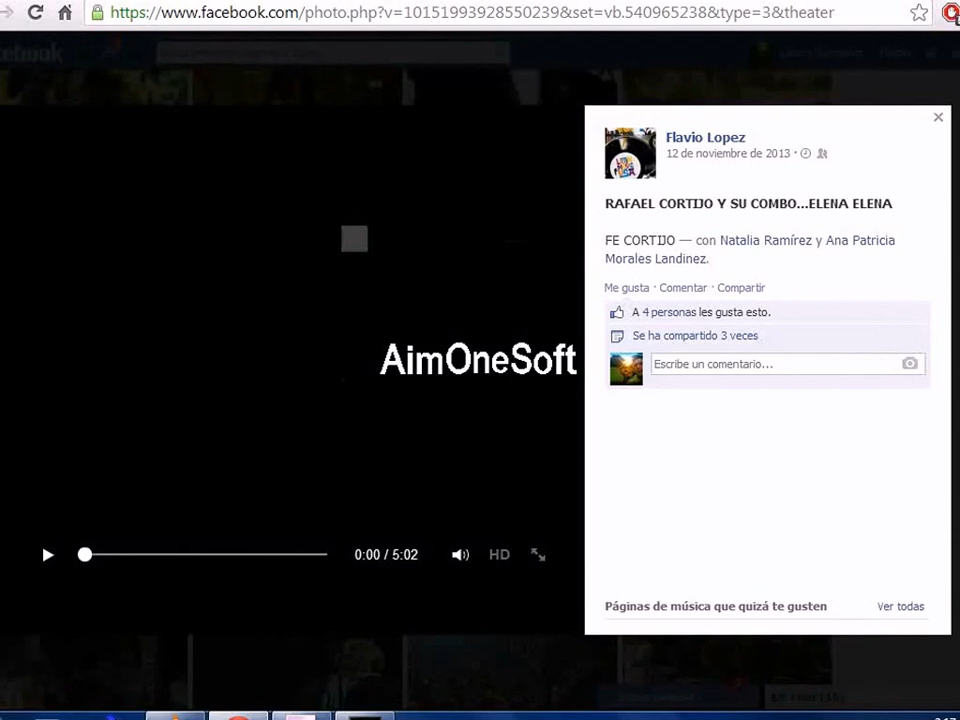 https://www.facebook.com/photo.php?v=10151993928550239&set=vb.540965238&type=3&theater
Flavio Lopez
12 de noviembre de 2013 ·
RAFAEL CORTIJO Y SU COMBO...ELENA ELENA
FE CORTIJO — con Natalia Ramírez y Ana Patricia
Morales Landinez.
Me gusta · Comentar · Compartir
A 4 personas les gusta esto.
Se ha compartido 3 veces
Escribe un comentario...
AimOneSoft
0:00 / 5:02
HD
Páginas de música que quizá te gusten
Ver todas